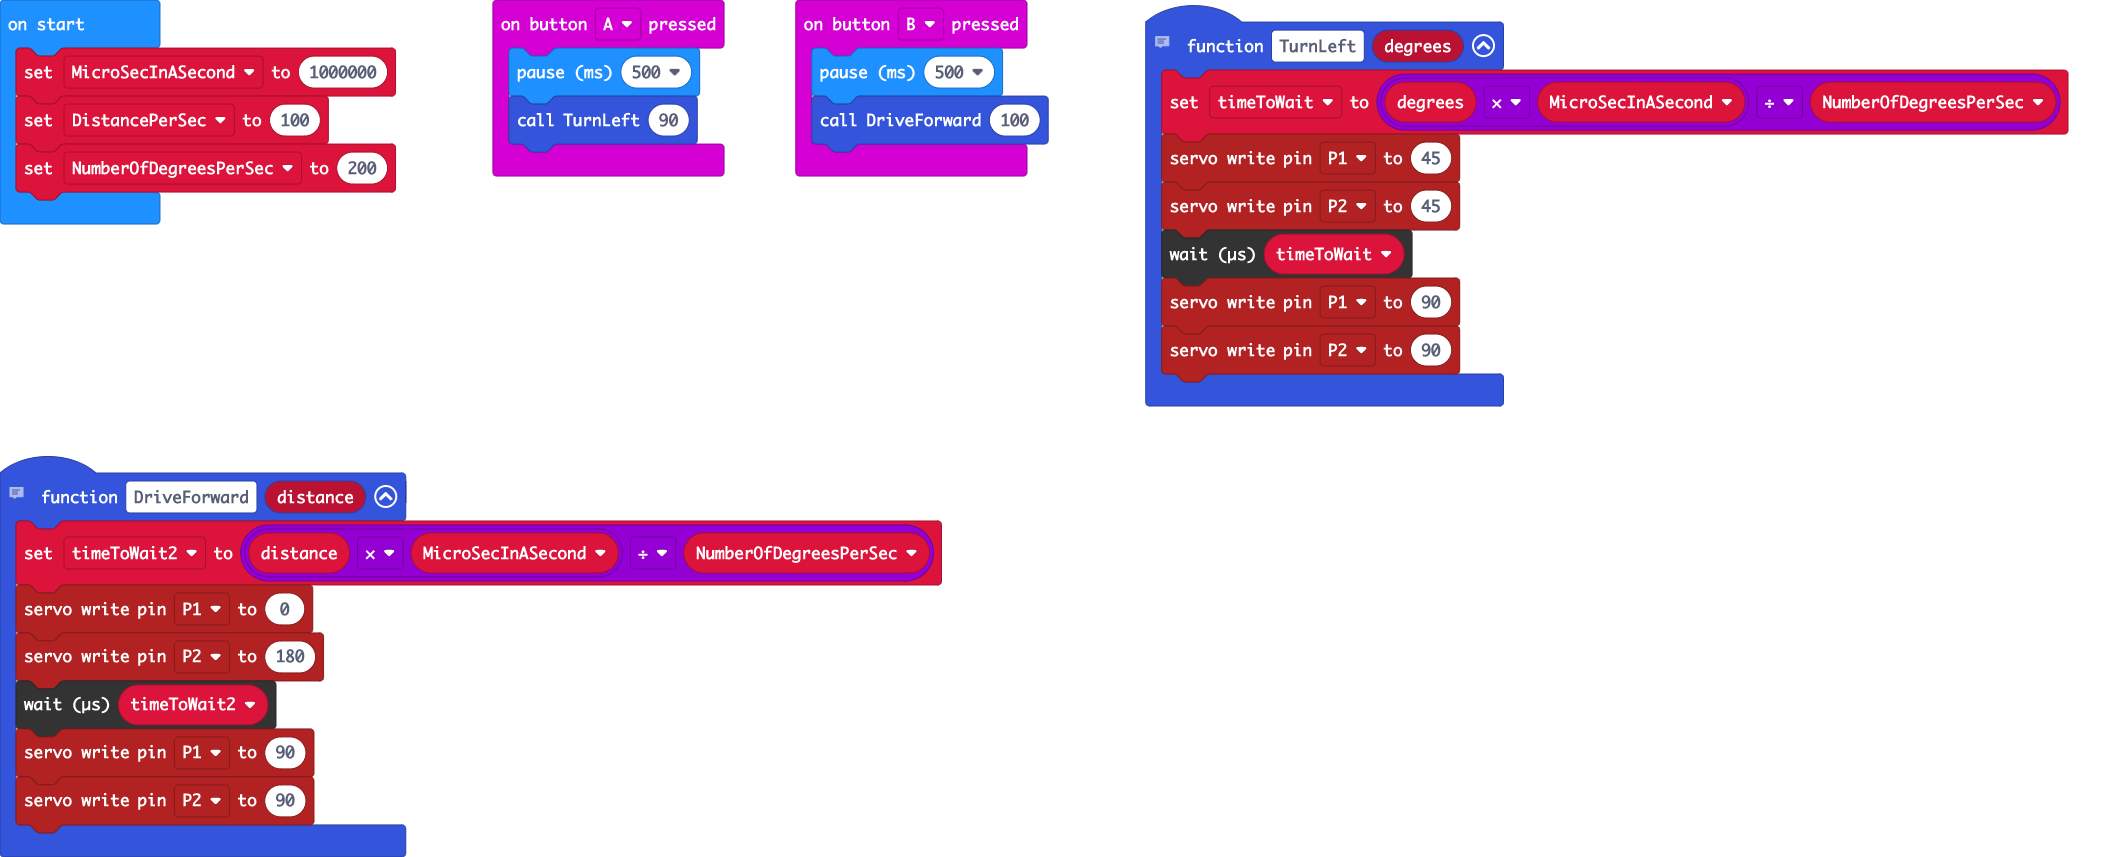 on start
set MicroSecInASecond to 1000000
set DistancePerSec to 100
set NumberOfDegreesPerSec to 200
on button A pressed
pause (ms) 500
call TurnLeft 90
on button B pressed
pause (ms) 500
call DriveForward 100
function TurnLeft degrees
set timeToWait to degrees × MicroSecInASecond ÷ NumberOfDegreesPerSec
servo write pin P1 to 45
servo write pin P2 to 45
wait (µs) timeToWait
servo write pin P1 to 90
servo write pin P2 to 90
function DriveForward distance
set timeToWait2 to distance × MicroSecInASecond ÷ NumberOfDegreesPerSec
servo write pin P1 to 0
servo write pin P2 to 180
wait (µs) timeToWait2
servo write pin P1 to 90
servo write pin P2 to 90